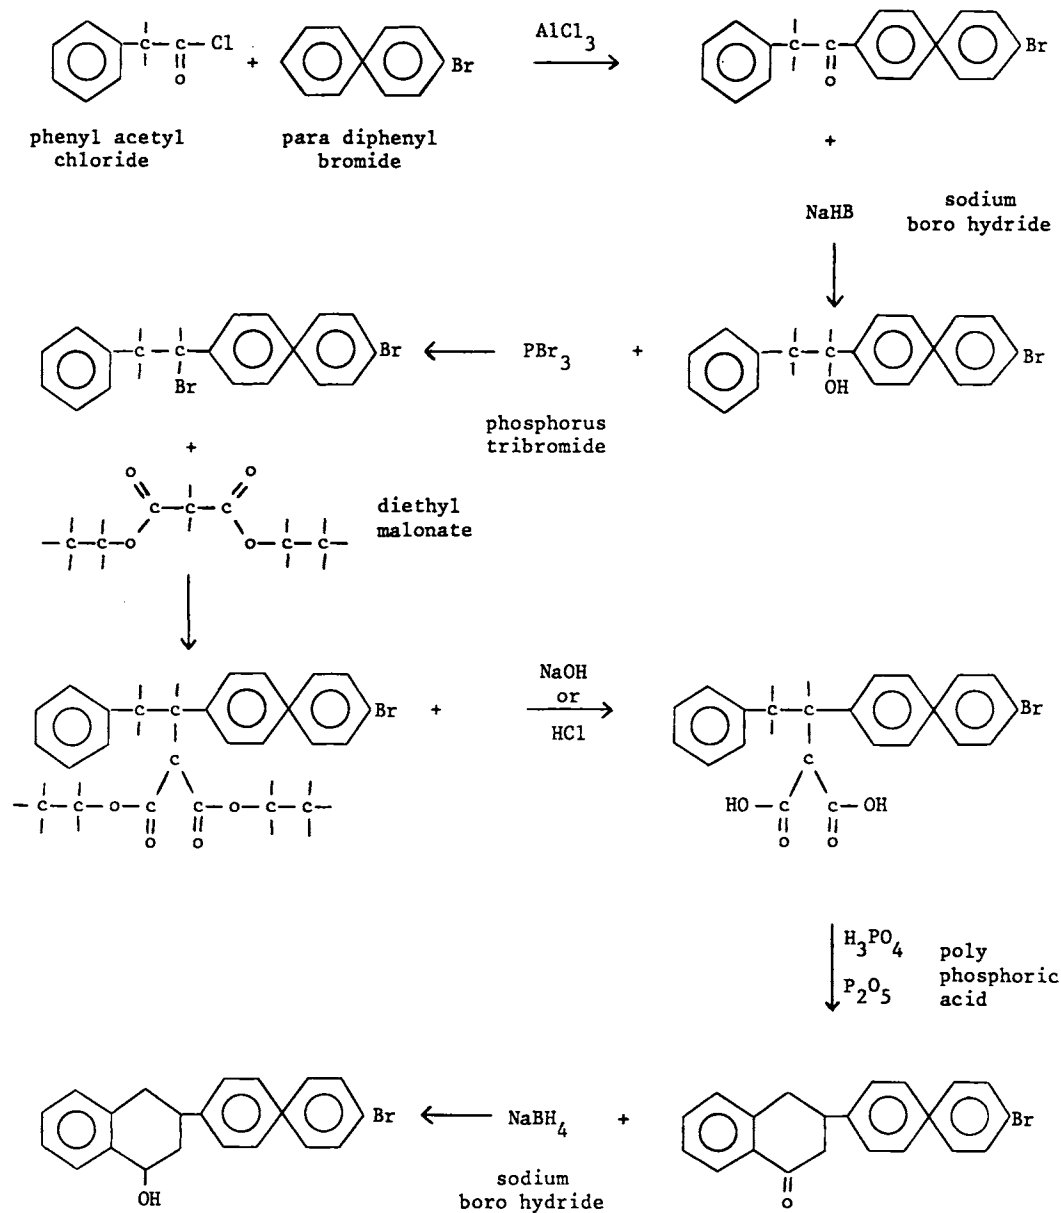 C — C — Cl
O
+
Br
AlCl3
C — C
O
Br
phenyl acetyl
chloride
para diphenyl
bromide
+
NaHB
sodium
boro hydride
C — C
Br
Br
PBr3
+
C — C
OH
Br
phosphorus
tribromide
+
O O
C — C — C
C — C — O O — C — C
diethyl
malonate
C — C
Br
+
NaOH
or
HCl
C — C
Br
C
C — C — O — C C — O — C — C
O O
C
HO — C C — OH
O O
H3PO4
P2O5
poly
phosphoric
acid
Br
OH
NaBH4
+
Br
O
sodium
boro hydride